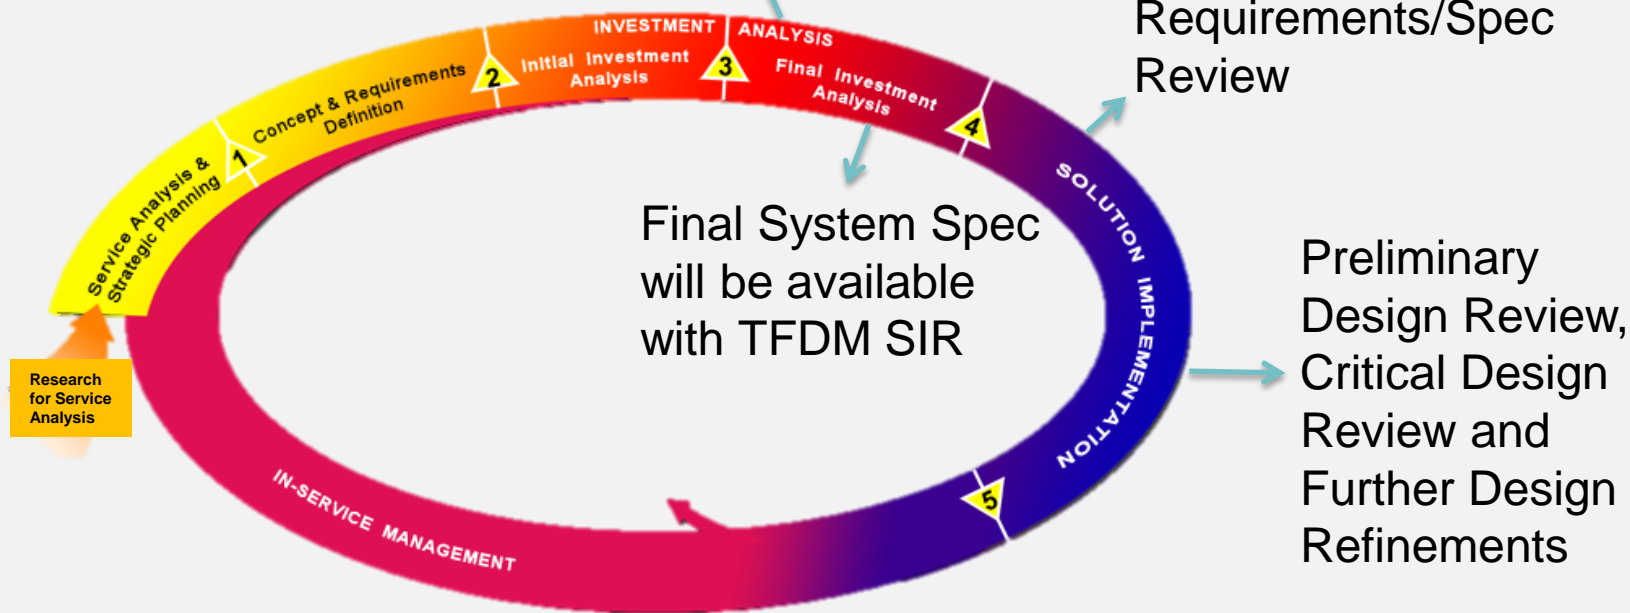 Requirements/Spec
Review
INVESTMENT ANALYSIS
Initial Investment
Analysis
Final Investment
Analysis
Concept & Requirements
Definition
Service Analysis &
Strategic Planning
1
2
3
4
5
SOLUTION IMPLEMENTATION
Final System Spec
will be available
with TFDM SIR
Preliminary
Design Review,
Critical Design
Review and
Further Design
Refinements
Research
for Service
Analysis
IN-SERVICE MANAGEMENT